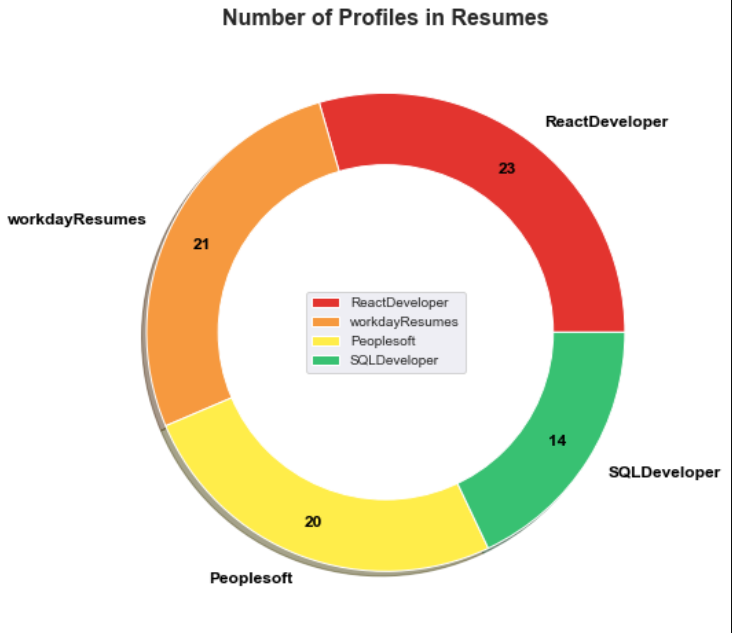 Number of Profiles in Resumes
ReactDeveloper
23
workdayResumes
21
ReactDeveloper
workdayResumes
Peoplesoft
SQLDeveloper
14
SQLDeveloper
20
Peoplesoft